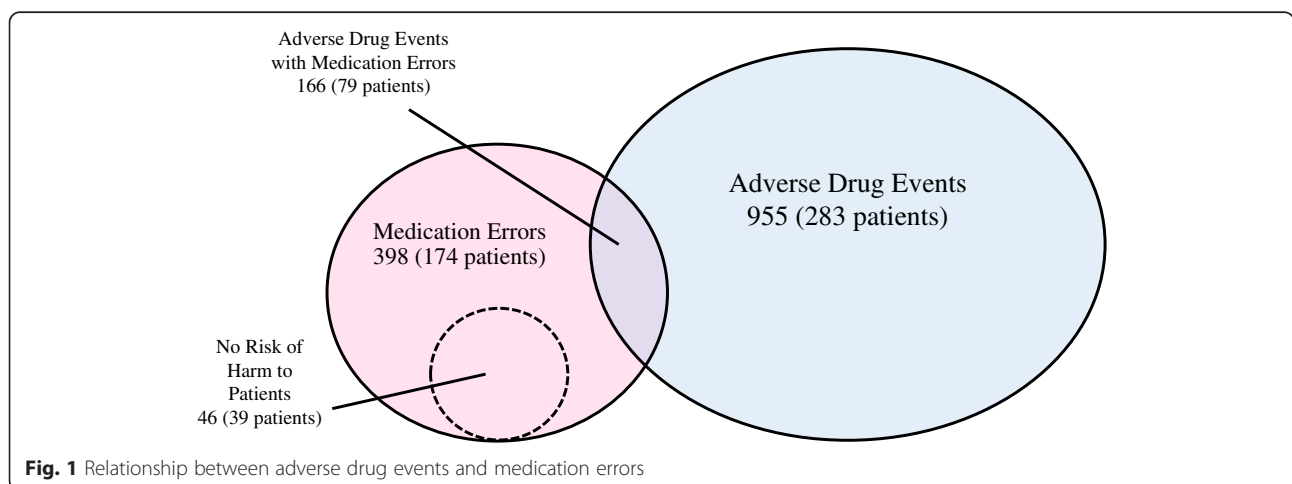 Adverse Drug Events
with Medication Errors
166 (79 patients)
Adverse Drug Events
955 (283 patients)
Medication Errors
398 (174 patients)
No Risk of
Harm to
Patients
46 (39 patients)
Fig. 1 Relationship between adverse drug events and medication errors